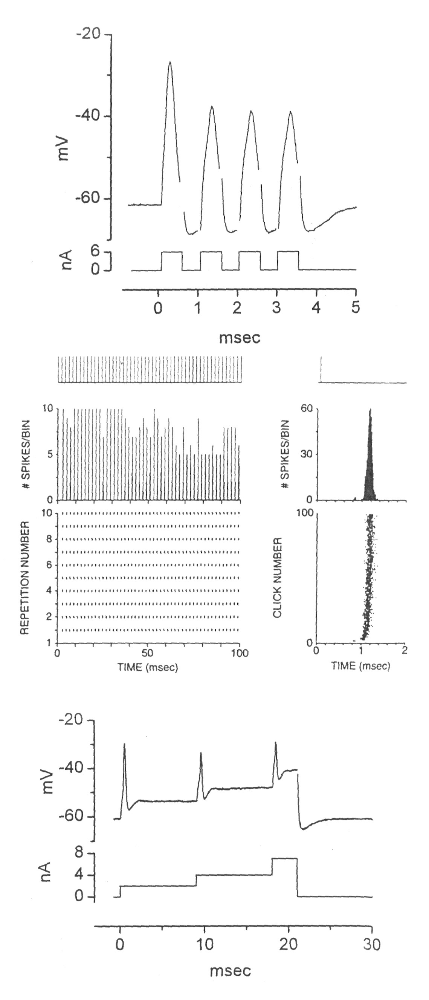 -20
-40
mV
-60
nA
6
0
0 1 2 3 4 5
msec
# SPIKES/BIN
10
5
0
# SPIKES/BIN
60
30
0
REPETITION NUMBER
10
8
6
4
2
1
0 50 100
TIME (msec)
CLICK NUMBER
100
0
0 1 2
TIME (msec)
-20
mV
-40
-60
nA
8
4
0
0 10 20 30
msec